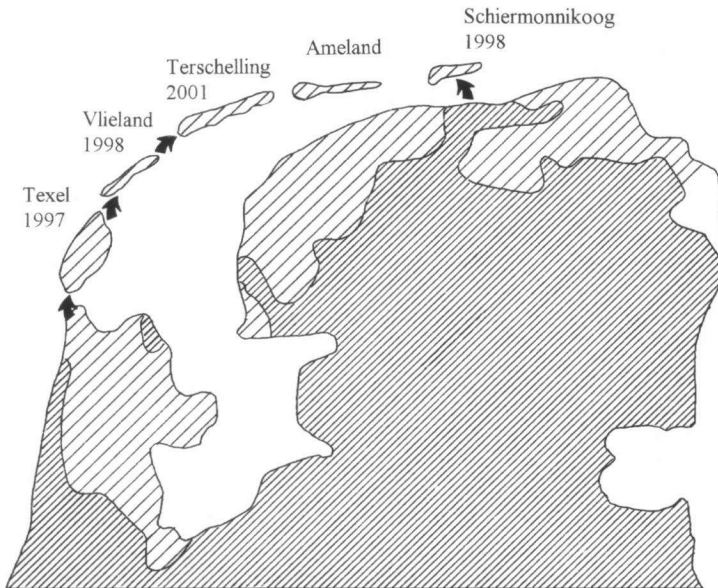 Schiermonnikoog
1998
Ameland
Terschelling
2001
Vlieland
1998
Texel
1997